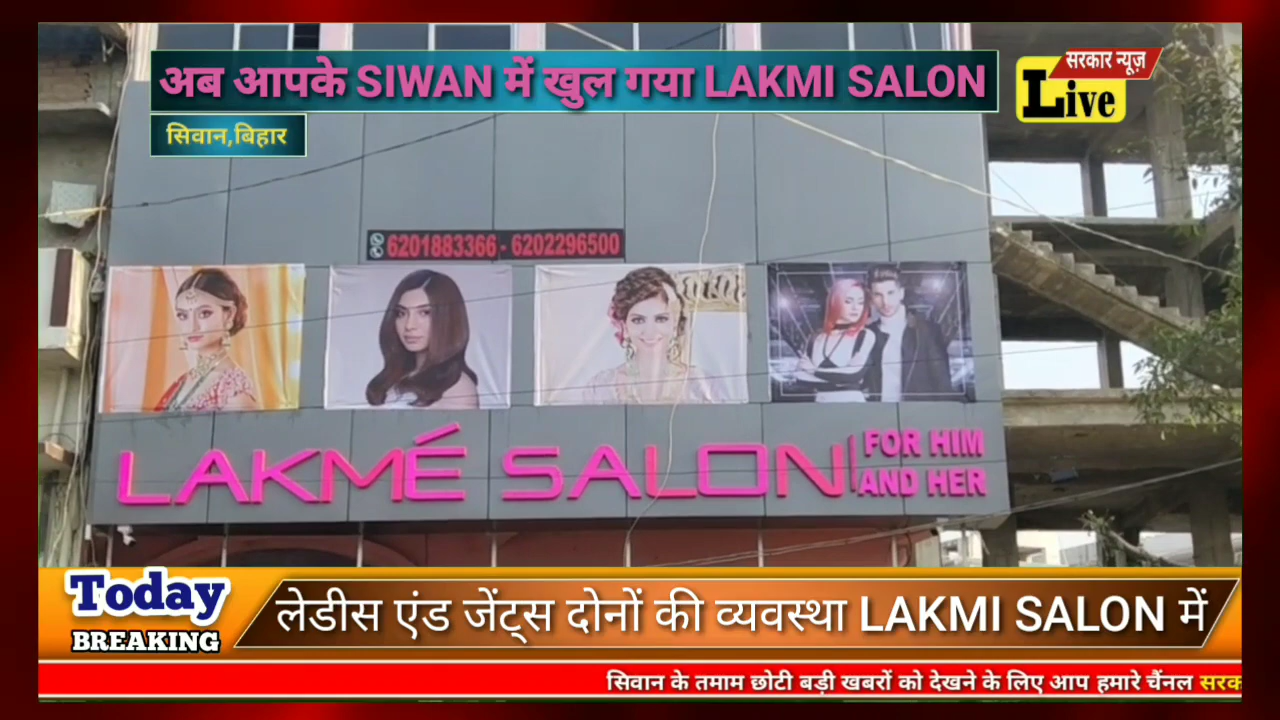 अब आपके SIWAN में खुल गया LAKMI SALON
सरकार न्यूज़
Live
सिवान,बिहार
6201883366 - 6202296500
LAKMÉ SALON
FOR HIM
AND HER
Today
BREAKING
लेडीस एंड जेंट्स दोनों की व्यवस्था LAKMI SALON में
सिवान के तमाम छोटी बड़ी खबरों को देखने के लिए आप हमारे चैंनल